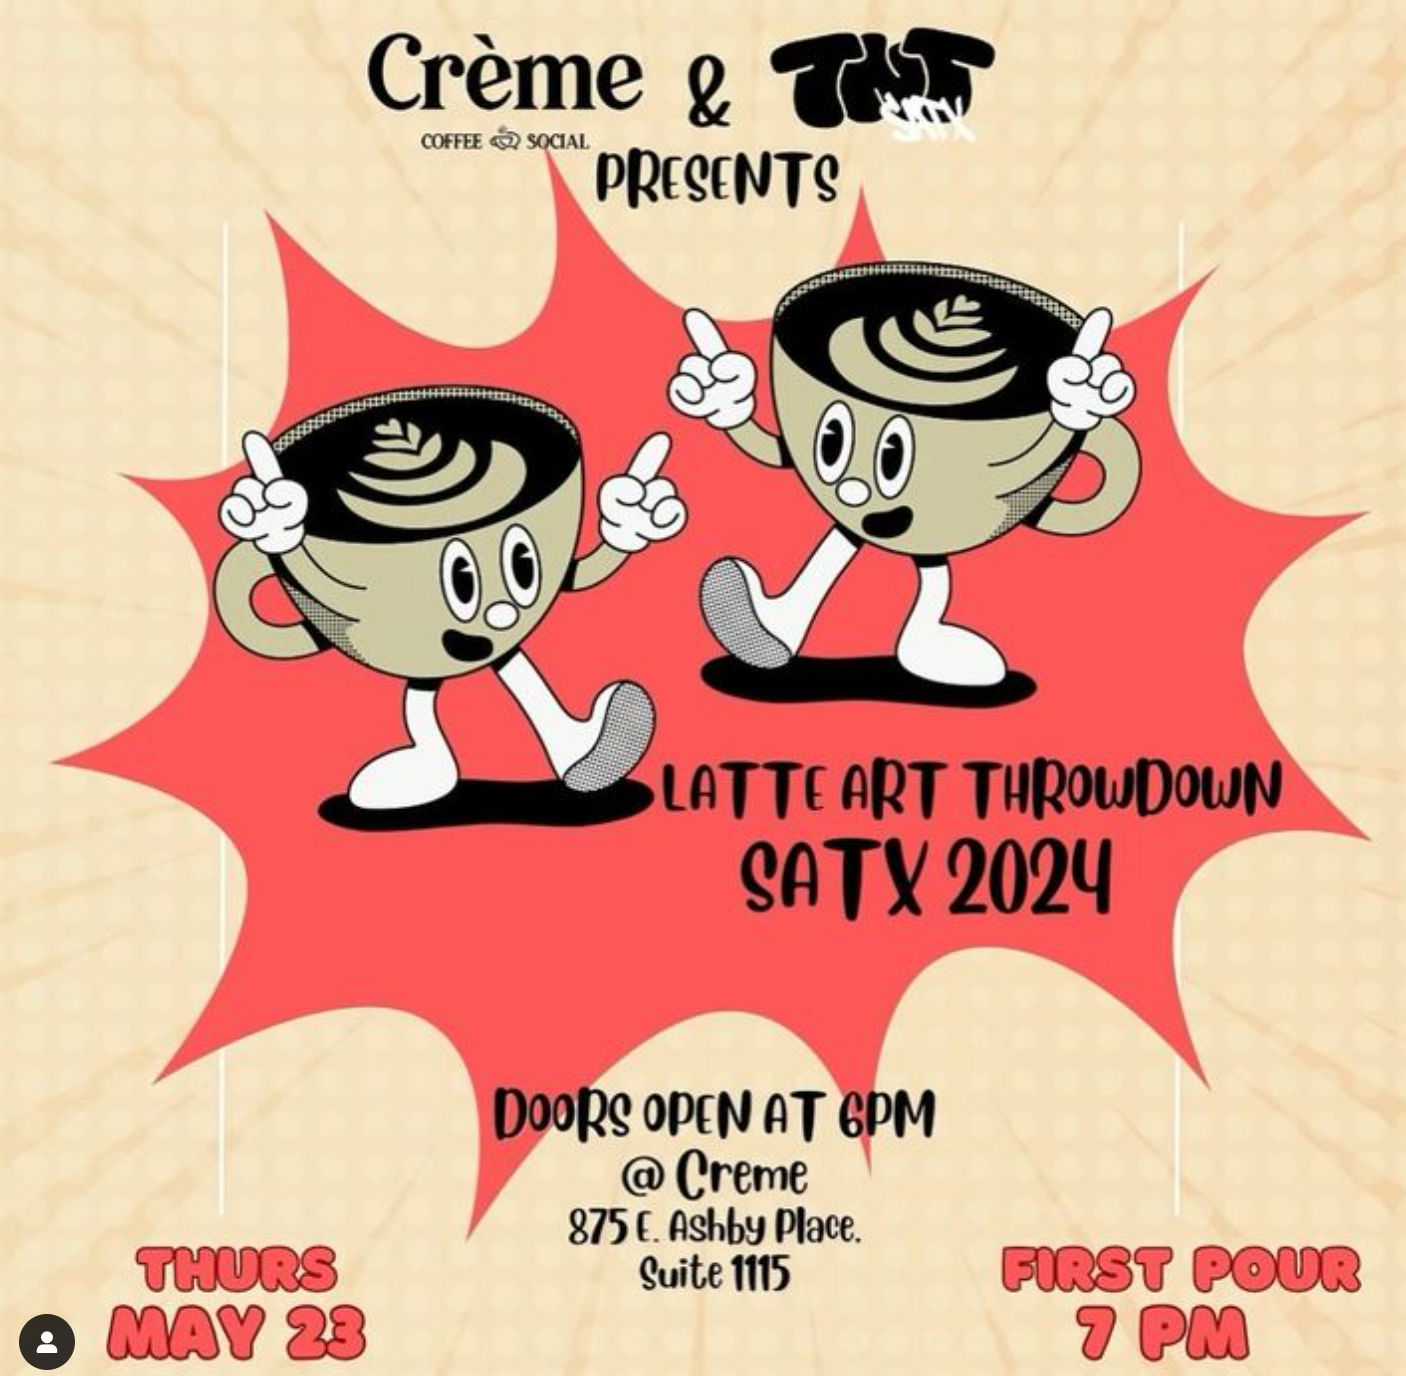 Crème & TNT
SATX
COFFEE SOCIAL
PRESENTS
LATTE ART THROWDOWN
SATX 2024
DOORS OPEN AT 6PM
@ Creme
875 E. Ashby Place.
Suite 1115
THURS
MAY 23
FIRST POUR
7 PM